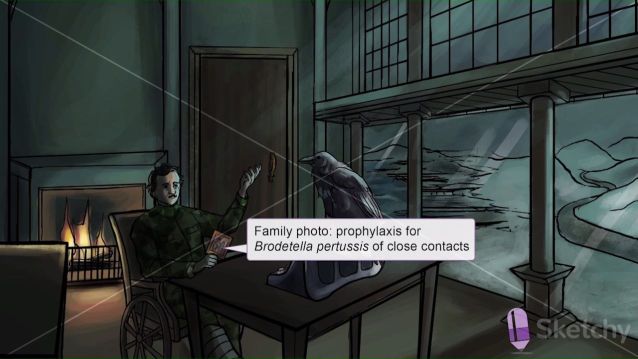 Family photo: prophylaxis for
Brodetella pertussis of close contacts
Sketchy